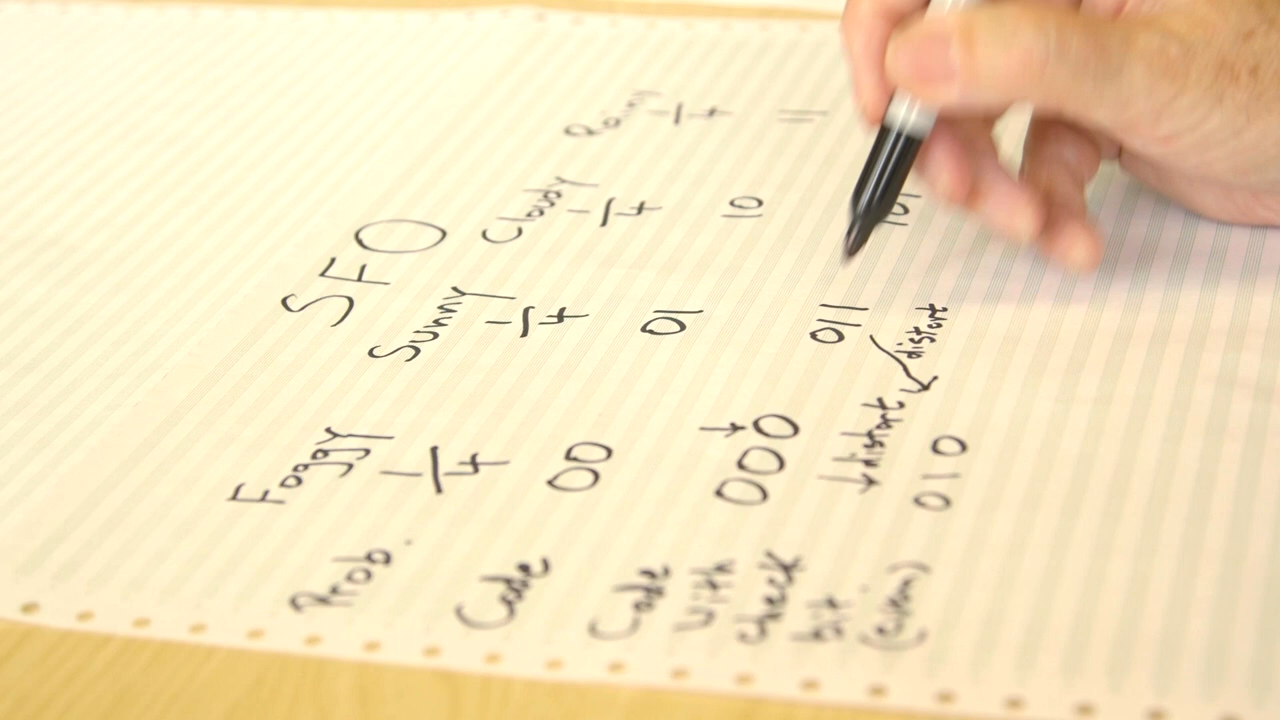 SFO
Foggy Sunny Cloudy Rainy
Prob. 1/4 1/4 1/4 1/4
Code 00 01 10 11
Code with check bit (even) 000 011 101
distort distort
010